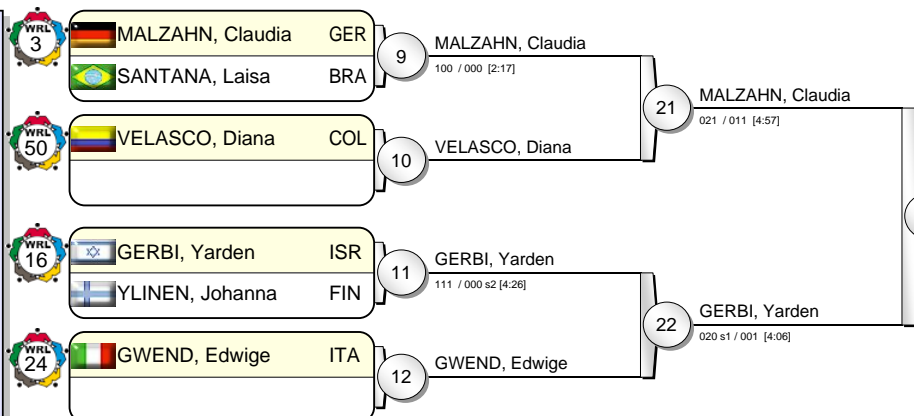 WRL
3
MALZAHN, Claudia GER
SANTANA, Laisa BRA
9
MALZAHN, Claudia
100 / 000 [2:17]
21
MALZAHN, Claudia
021 / 011 [4:57]
WRL
50
VELASCO, Diana COL
10
VELASCO, Diana
WRL
16
GERBI, Yarden ISR
YLINEN, Johanna FIN
11
GERBI, Yarden
111 / 000 s2 [4:26]
22
GERBI, Yarden
020 s1 / 001 [4:06]
WRL
24
GWEND, Edwige ITA
12
GWEND, Edwige